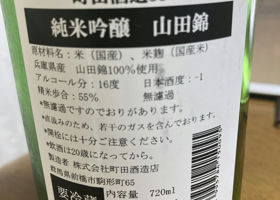 純米吟醸 山田錦
原材料名：米（国産）、米麹（国産米）
兵庫県産 山田錦100％使用
アルコール分：16度 日本酒度：-1
精米歩合：55％ 無濾過
*無濾過ですのでおりがあります。
*直汲みのため、若干のガスを含んでおります。
*開栓には十分ご注意ください。
*飲酒は20歳になってから。
製造者 株式会社町田酒造店
群馬県前橋市駒形町65
要冷蔵 内容量 720ml